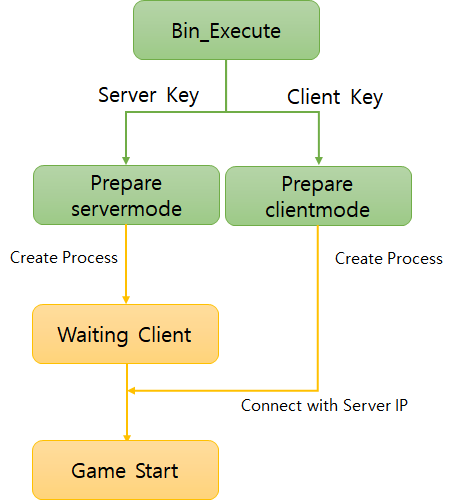 Bin_Execute
Server Key
Client Key
Prepare
servermode
Prepare
clientmode
Create Process
Create Process
Waiting Client
Connect with Server IP
Game Start